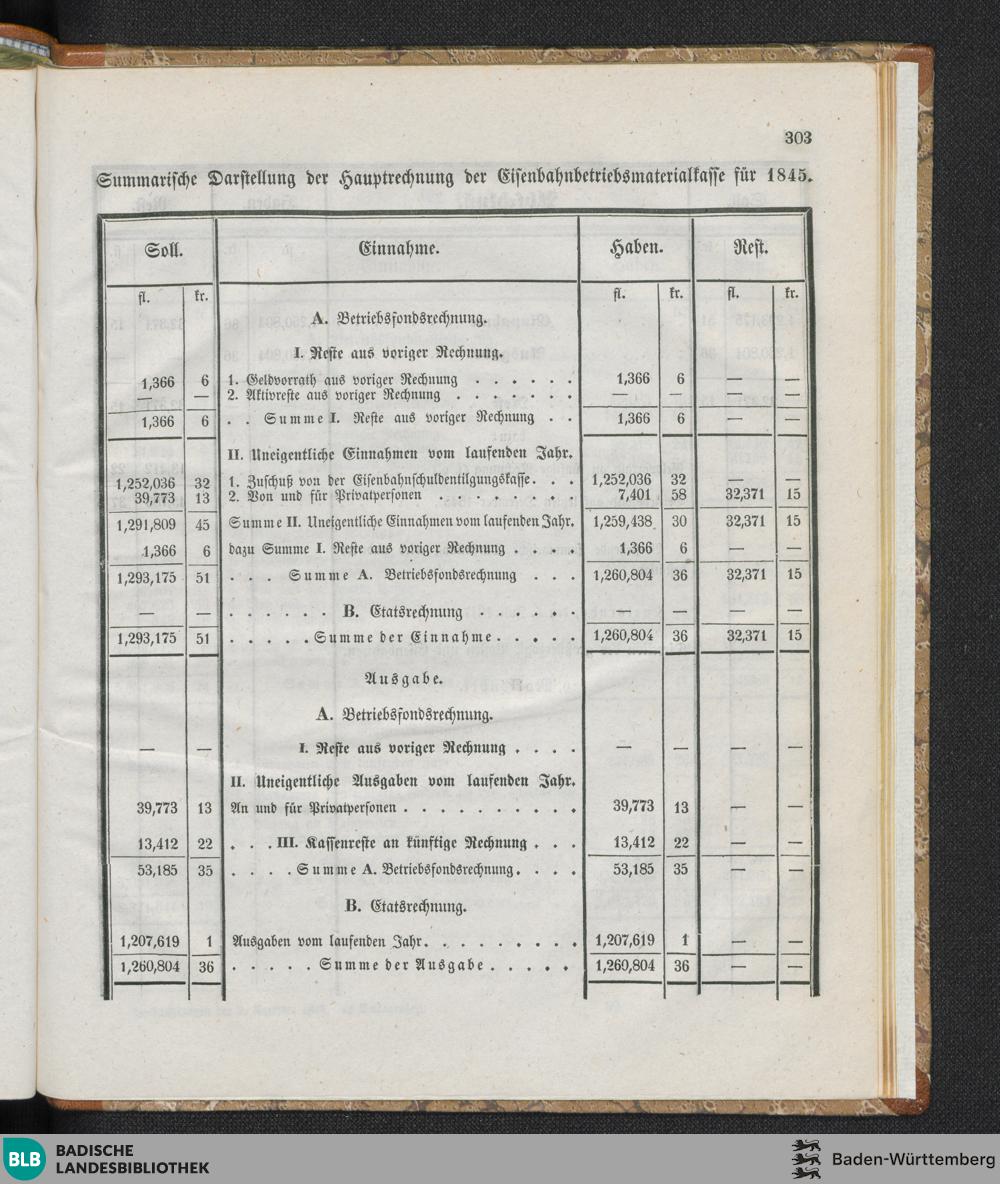 303
Summarische Darstellung der Hauptrechnung der Eisenbahnbetriebsmaterialkasse für 1845.
Soll. Einnahme. Haben. Rest.
fl. kr. fl. kr. fl. kr.
A. Betriebsfondsrechnung.
I. Reste aus voriger Rechnung.
1,366 6 1. Geldvorrath aus voriger Rechnung . . . . . . 1,366 6 — —
— — 2. Aktivreste aus voriger Rechnung . . . . . . . — — — —
1,366 6 . . Summe I. Reste aus voriger Rechnung . . 1,366 6 — —
II. Uneigentliche Einnahmen vom laufenden Jahr.
1,252,036 32 1. Zuschuß von der Eisenbahnschuldentilgungskasse. . . 1,252,036 32 — —
39,773 13 2. Von und für Privatpersonen . . . . . . . . 7,401 58 32,371 15
1,291,809 45 Summe II. Uneigentliche Einnahmen vom laufenden Jahr. 1,259,438 30 32,371 15
1,366 6 dazu Summe I. Reste aus voriger Rechnung . . . . 1,366 6 — —
1,293,175 51 . . . Summe A. Betriebsfondsrechnung . . . 1,260,804 36 32,371 15
— — . . . . . . B. Etatsrechnung . . . . . . — — — —
1,293,175 51 . . . . . Summe der Einnahme . . . . . 1,260,804 36 32,371 15
Ausgabe.
A. Betriebsfondsrechnung.
— — I. Reste aus voriger Rechnung . . . . — — — —
II. Uneigentliche Ausgaben vom laufenden Jahr.
39,773 13 An und für Privatpersonen . . . . . . . . . . 39,773 13 — —
13,412 22 . . . III. Kassenreste an künftige Rechnung . . . 13,412 22 — —
53,185 35 . . . . Summe A. Betriebsfondsrechnung. . . . 53,185 35 — —
B. Etatsrechnung.
1,207,619 1 Ausgaben vom laufenden Jahr. . . . . . . . . 1,207,619 1 — —
1,260,804 36 . . . . . Summe der Ausgabe . . . . . 1,260,804 36 — —
BLB BADISCHE
LANDESBIBLIOTHEK
Baden-Württemberg